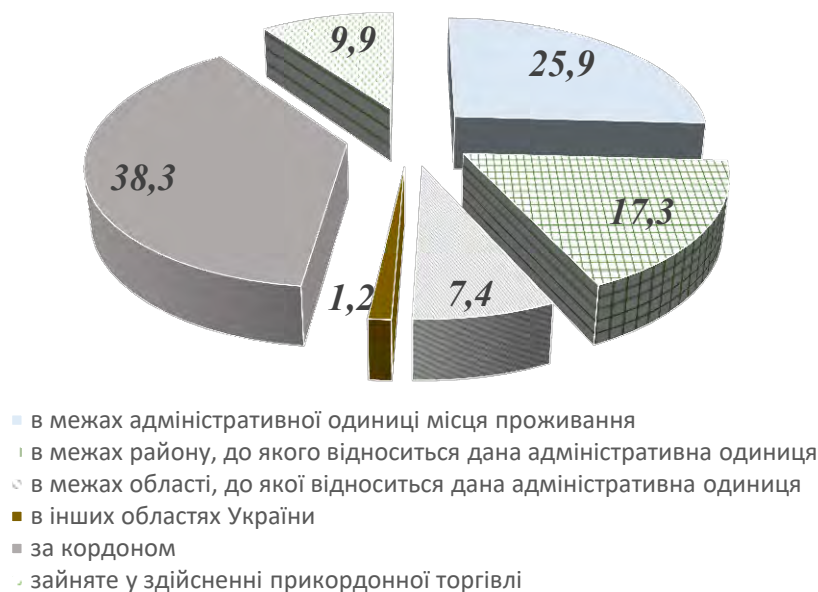 9,9
25,9
38,3
17,3
1,2
7,4
в межах адміністративної одиниці місця проживання
в межах району, до якого відноситься дана адміністративна одиниця
в межах області, до якої відноситься дана адміністративна одиниця
в інших областях України
за кордоном
зайняте у здійсненні прикордонної торгівлі